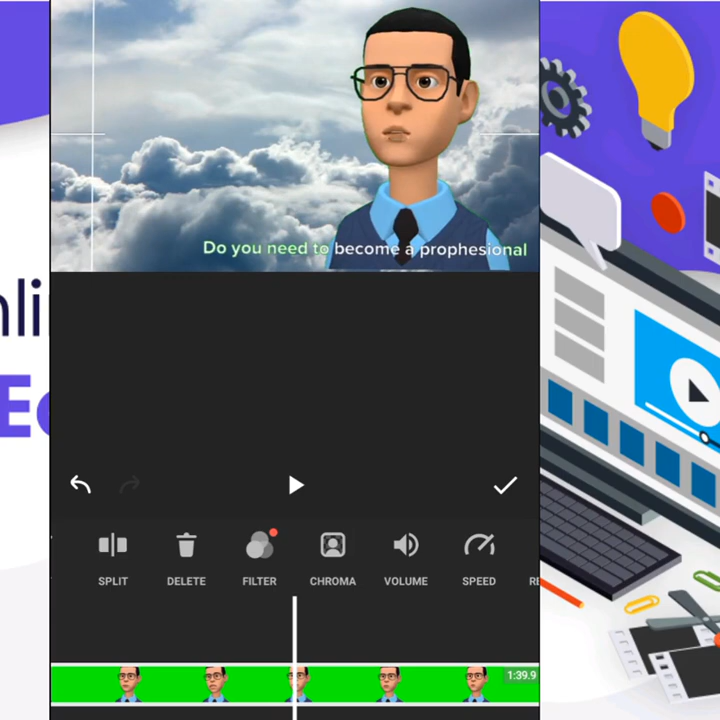 Do you need to become a prophesional
SPLIT
DELETE
FILTER
CHROMA
VOLUME
SPEED
1:39.9